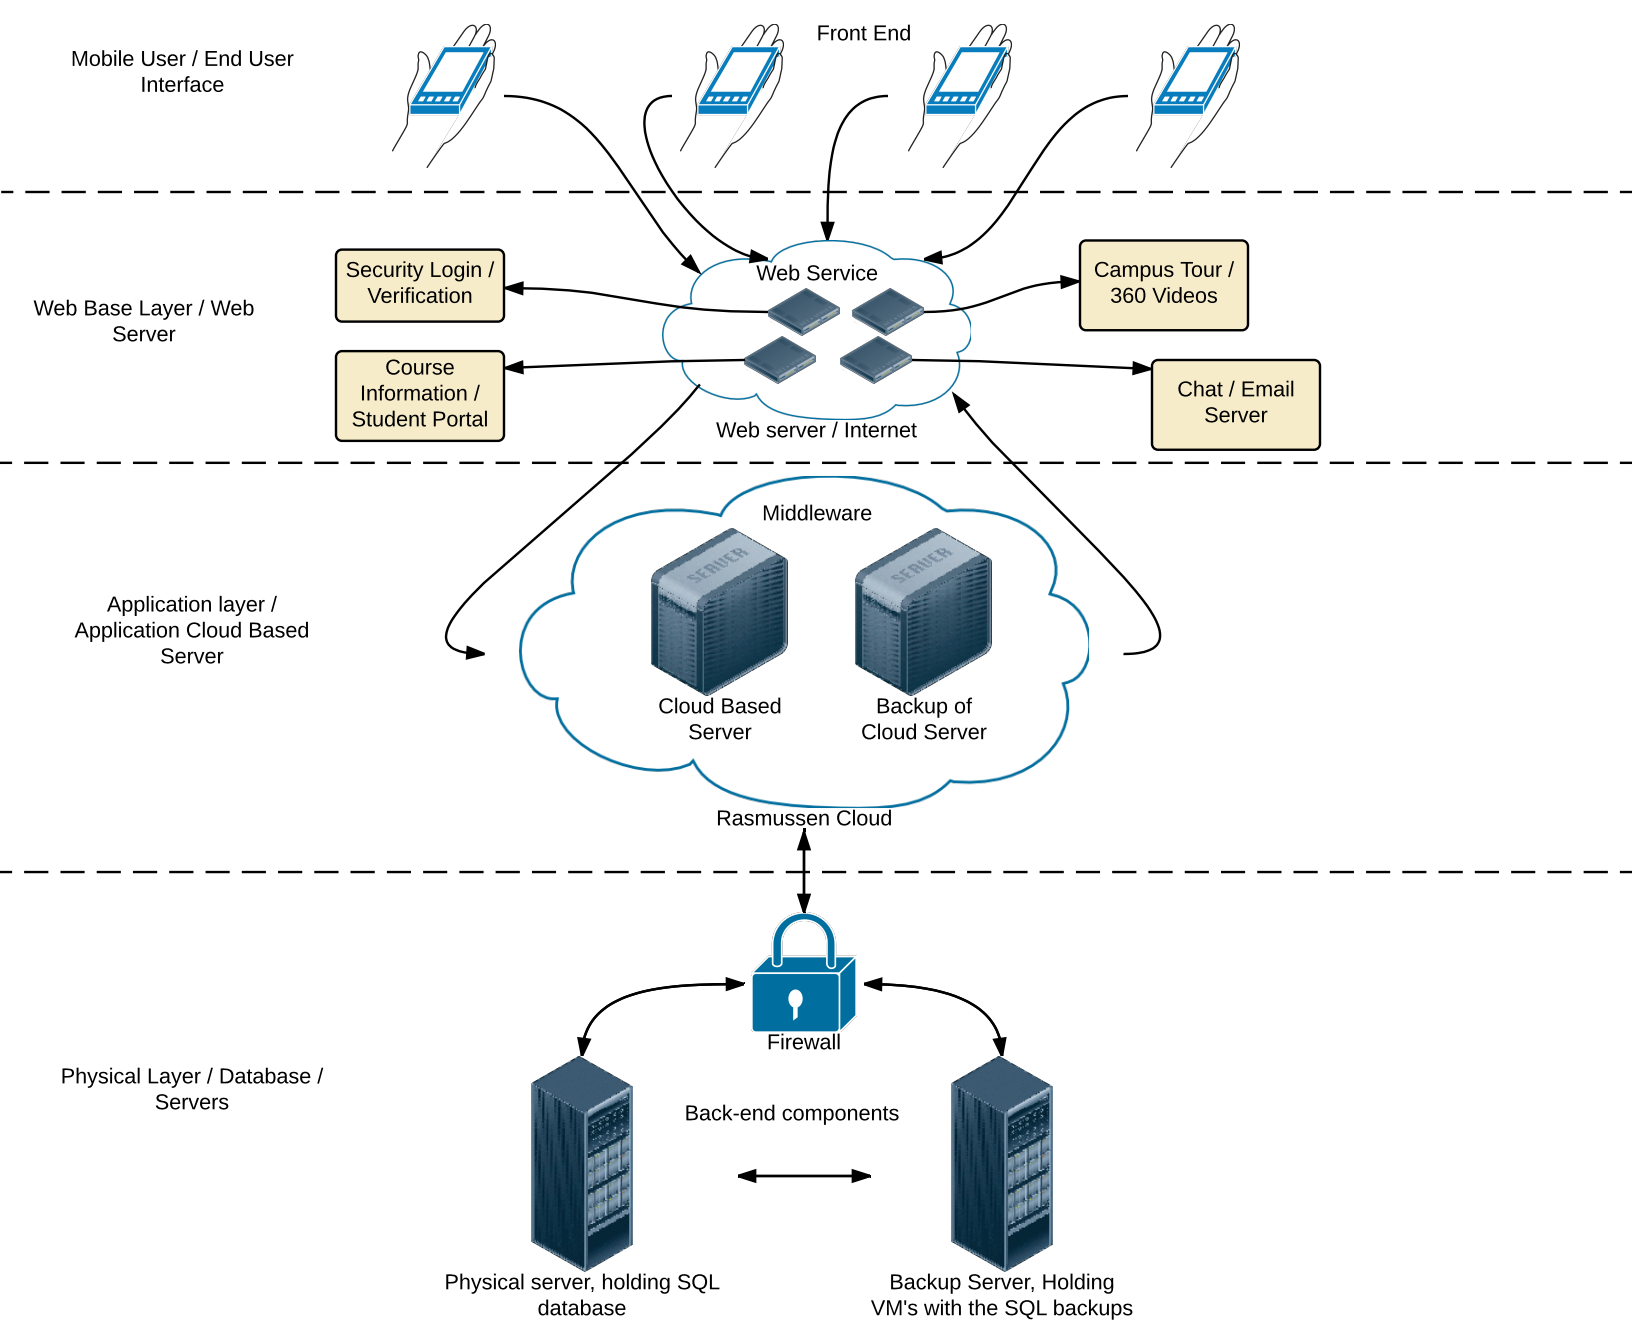 Front End
Mobile User / End User
Interface
Web Service
Security Login /
Verification
Campus Tour /
360 Videos
Web Base Layer / Web
Server
Course
Information /
Student Portal
Chat / Email
Server
Web server / Internet
Middleware
SERVER
SERVER
Application layer /
Application Cloud Based
Server
Cloud Based
Server
Backup of
Cloud Server
Rasmussen Cloud
Firewall
Physical Layer / Database /
Servers
Back-end components
Physical server, holding SQL
database
Backup Server, Holding
VM's with the SQL backups